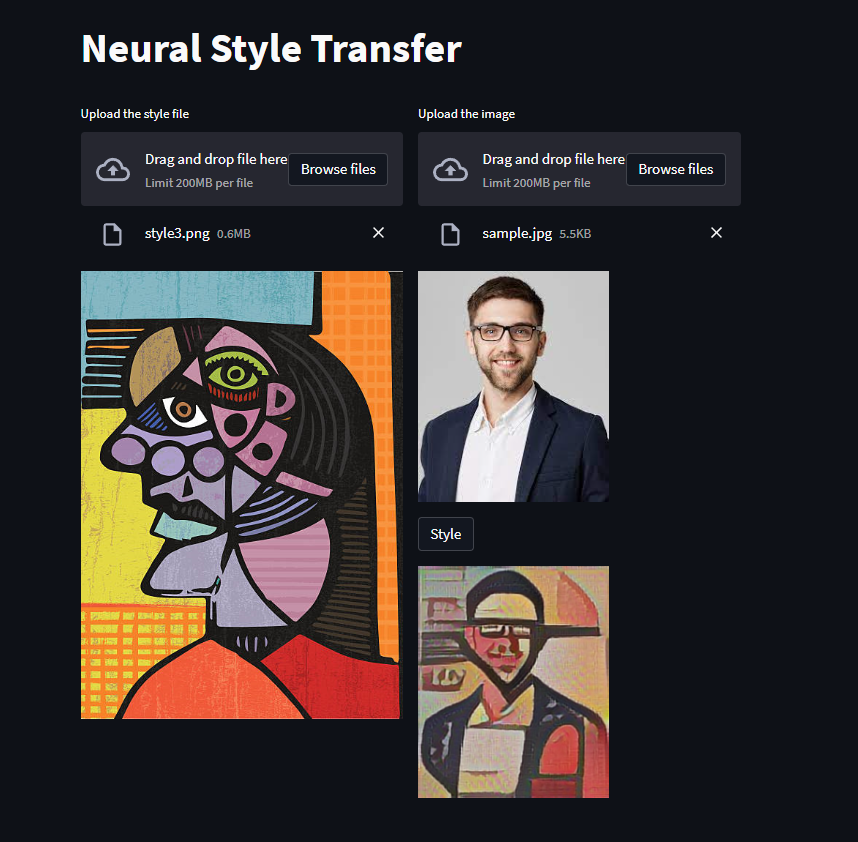 Neural Style Transfer
Upload the style file
Drag and drop file here
Limit 200MB per file
Browse files
style3.png 0.6MB
Upload the image
Drag and drop file here
Limit 200MB per file
Browse files
sample.jpg 5.5KB
Style